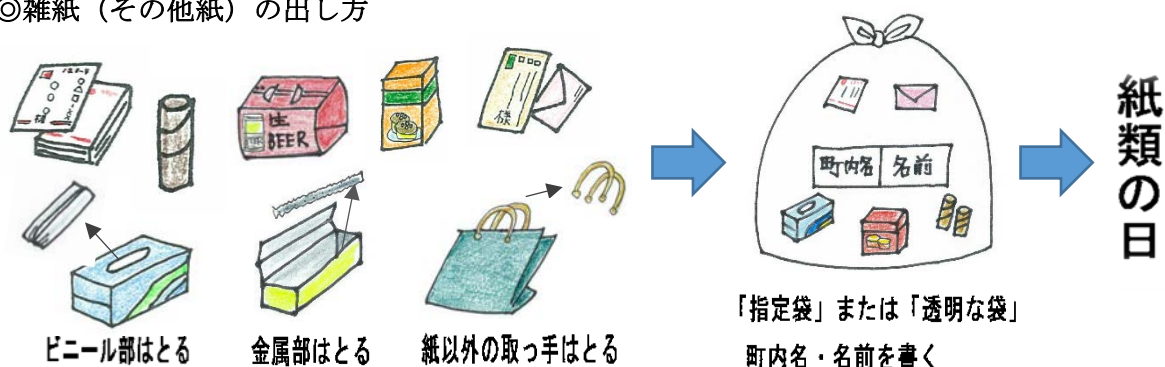 ◎雑紙（その他紙）の出し方
様
生
BEER
様
町内名 名前
ビニール部はとる
金属部はとる
紙以外の取っ手はとる
「指定袋」または「透明な袋」
町内名・名前を書く
紙類の日